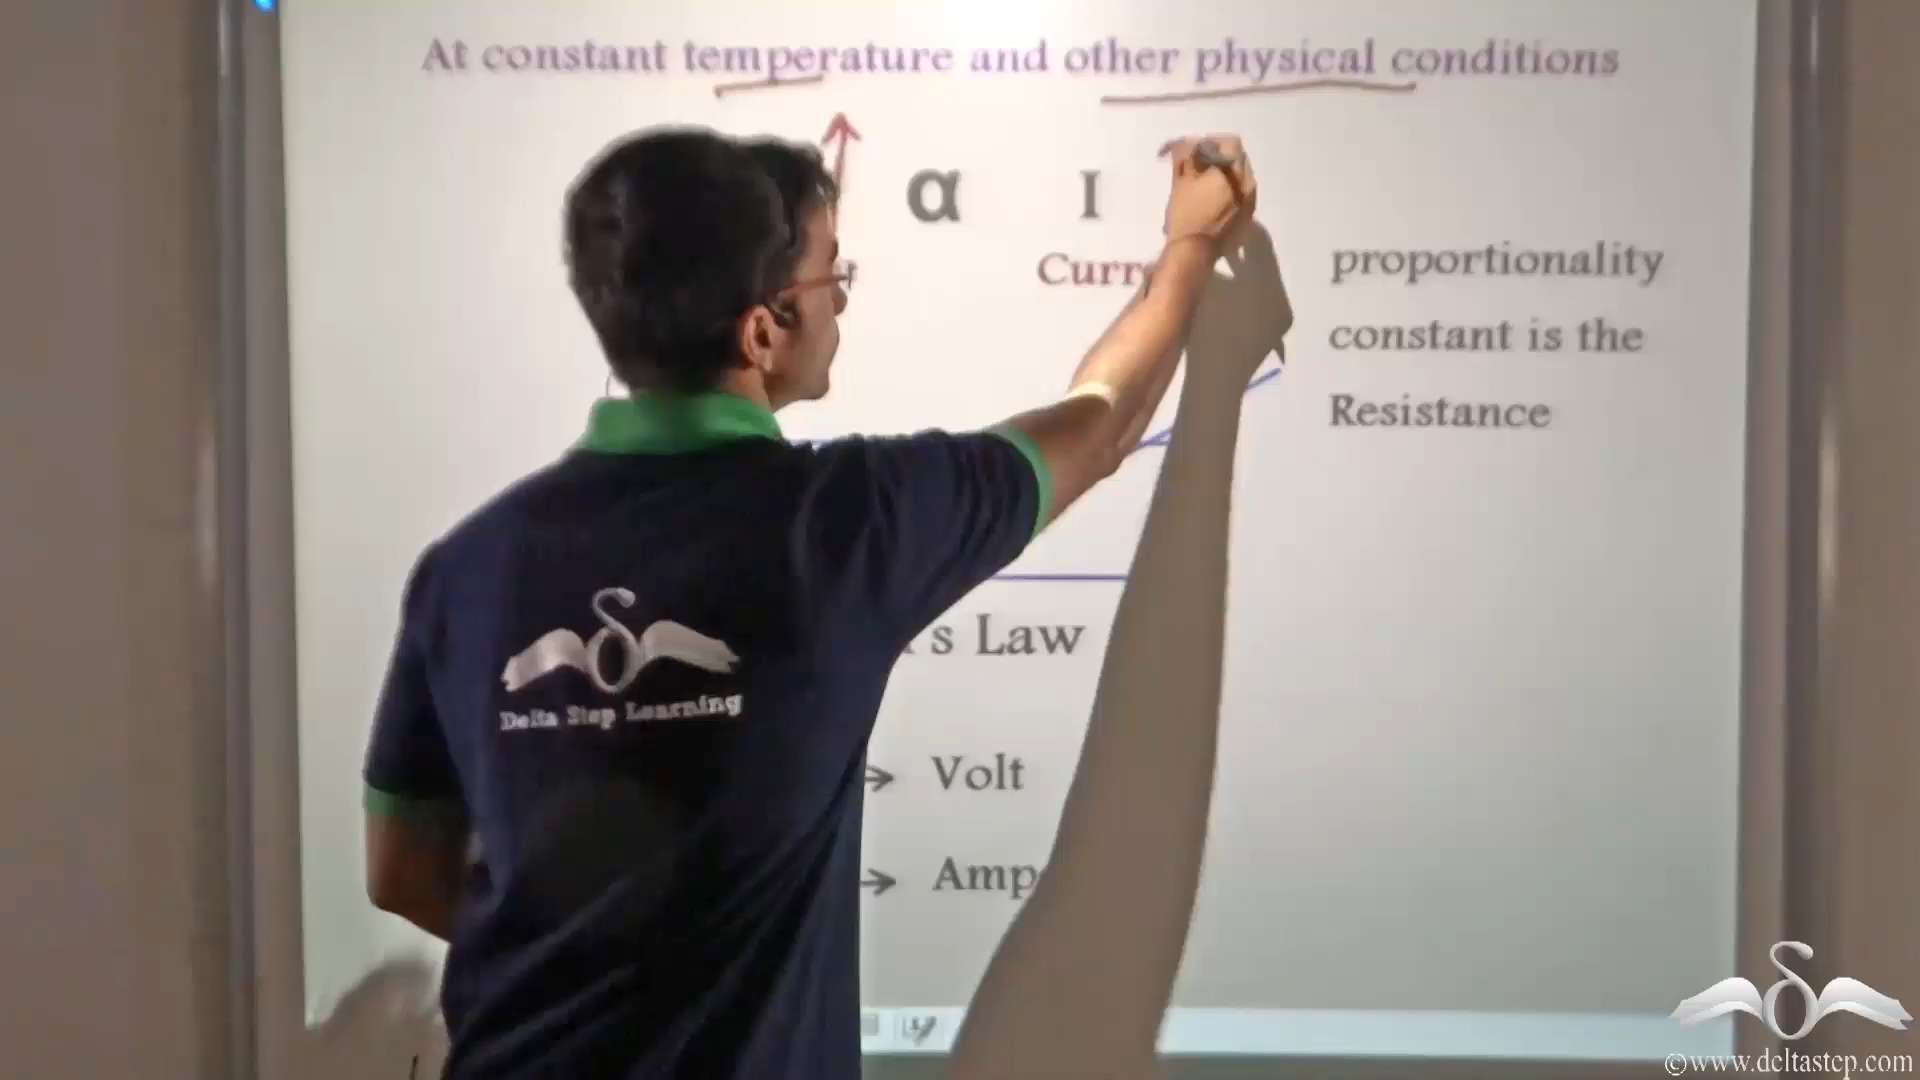 At constant temperature and other physical conditions
α I
proportionality
constant is the
Resistance
's Law
Delta Step Learning
→ Volt
→ Amp
©www.deltastep.com